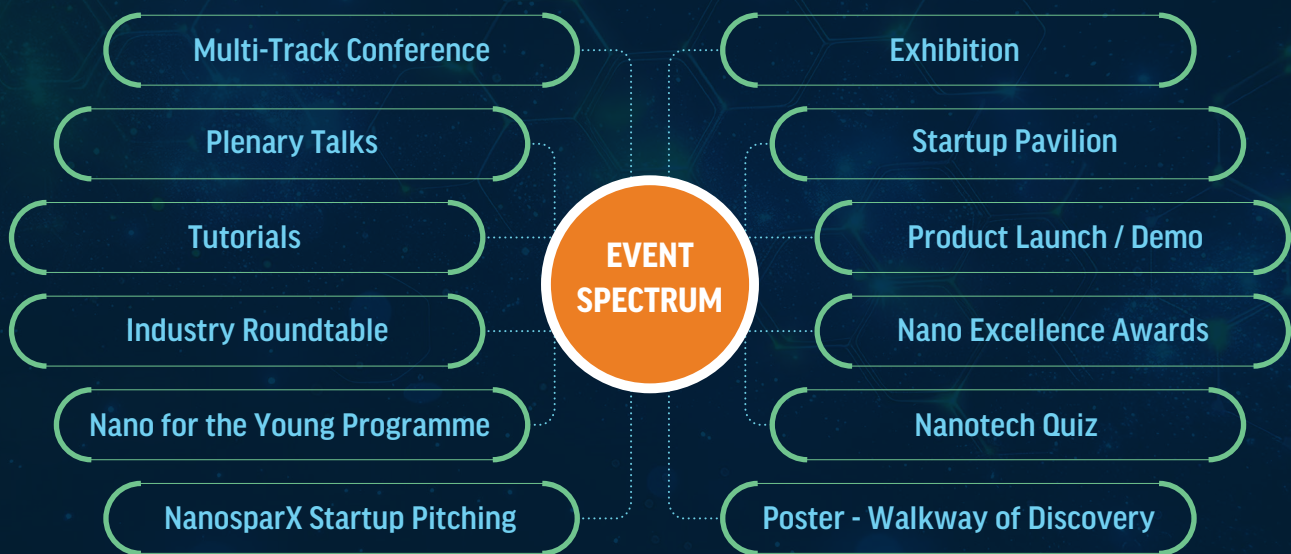 Multi-Track Conference
Plenary Talks
Tutorials
Industry Roundtable
Nano for the Young Programme
NanosparX Startup Pitching
EVENT
SPECTRUM
Exhibition
Startup Pavilion
Product Launch / Demo
Nano Excellence Awards
Nanotech Quiz
Poster - Walkway of Discovery